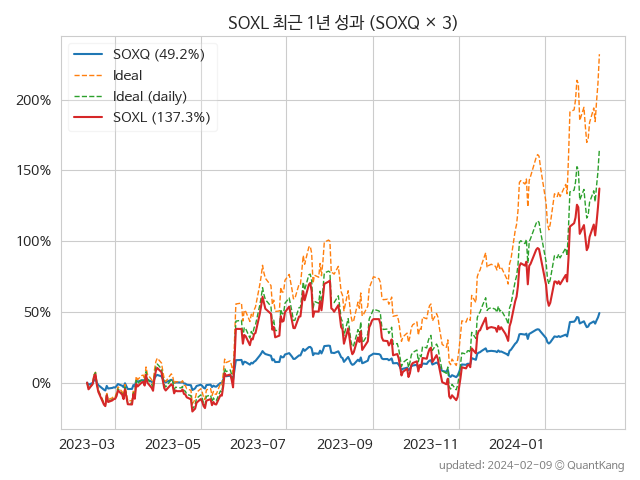 SOXL 최근 1년 성과 (SOXQ × 3)
SOXQ (49.2%)
Ideal
Ideal (daily)
SOXL (137.3%)
200%
150%
100%
50%
0%
2023-03 2023-05 2023-07 2023-09 2023-11 2024-01
updated: 2024-02-09 © QuantKang